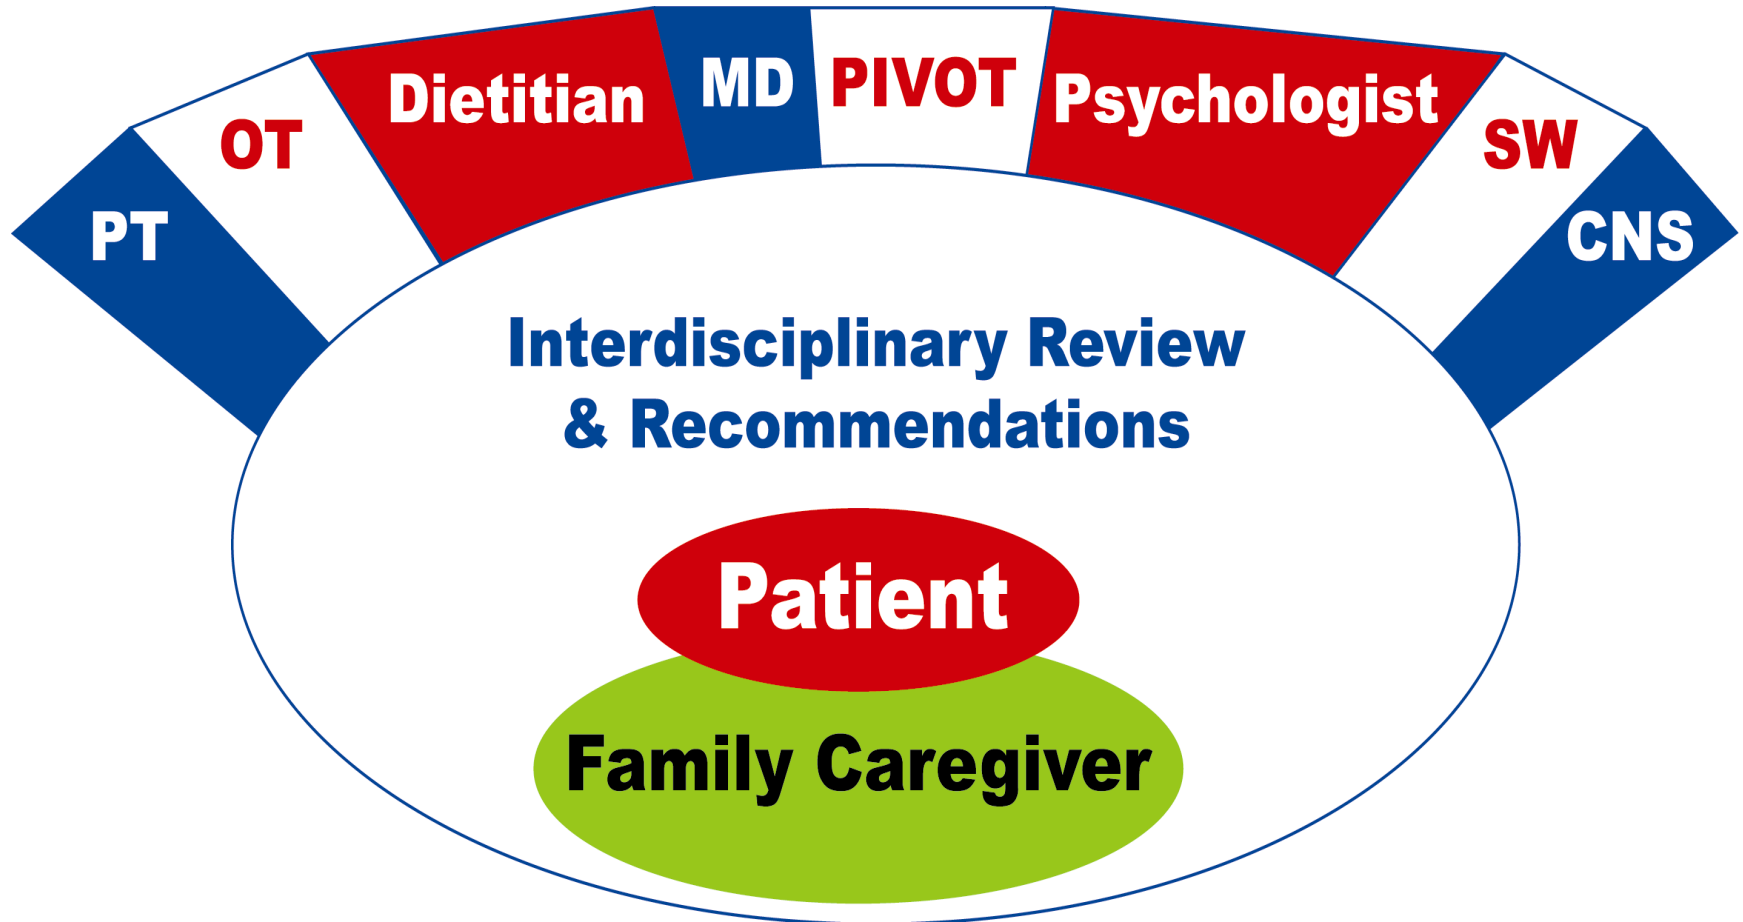 PT
OT
Dietitian
MD
PIVOT
Psychologist
SW
CNS
Interdisciplinary Review
& Recommendations
Patient
Family Caregiver